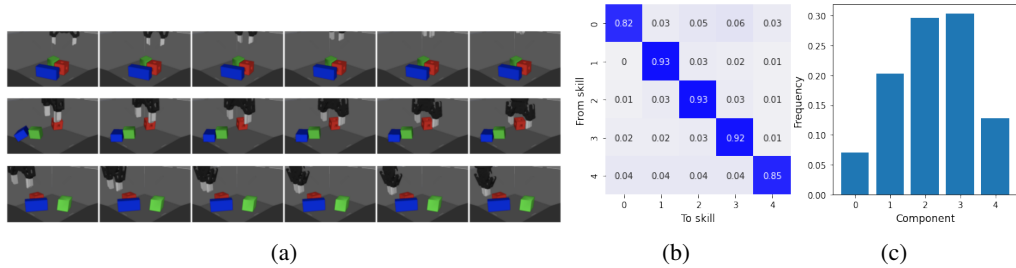 From skill
0 1 2 3 4
0.82 0.03 0.05 0.06 0.03
0 0.93 0.03 0.02 0.01
0.01 0.03 0.93 0.03 0.01
0.02 0.02 0.03 0.92 0.01
0.04 0.04 0.04 0.04 0.85
0 1 2 3 4
To skill
Frequency
0.30
0.25
0.20
0.15
0.10
0.05
0.00
0 1 2 3 4
Component
(a) (b) (c)